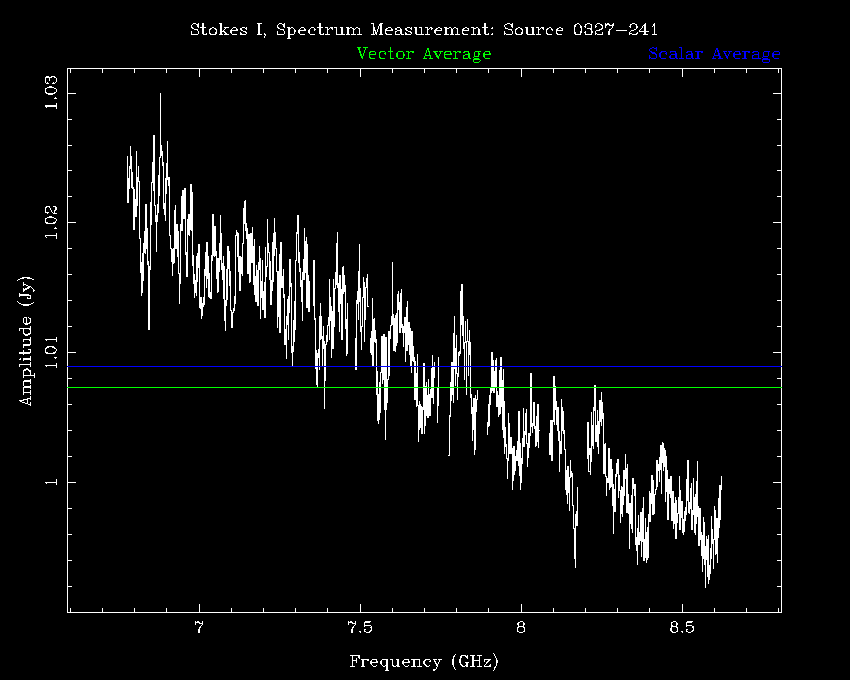 Stokes I, Spectrum Measurement: Source 0327-241
Vector Average Scalar Average
1.03
1.02
1.01
1
Amplitude (Jy)
7 7.5 8 8.5
Frequency (GHz)